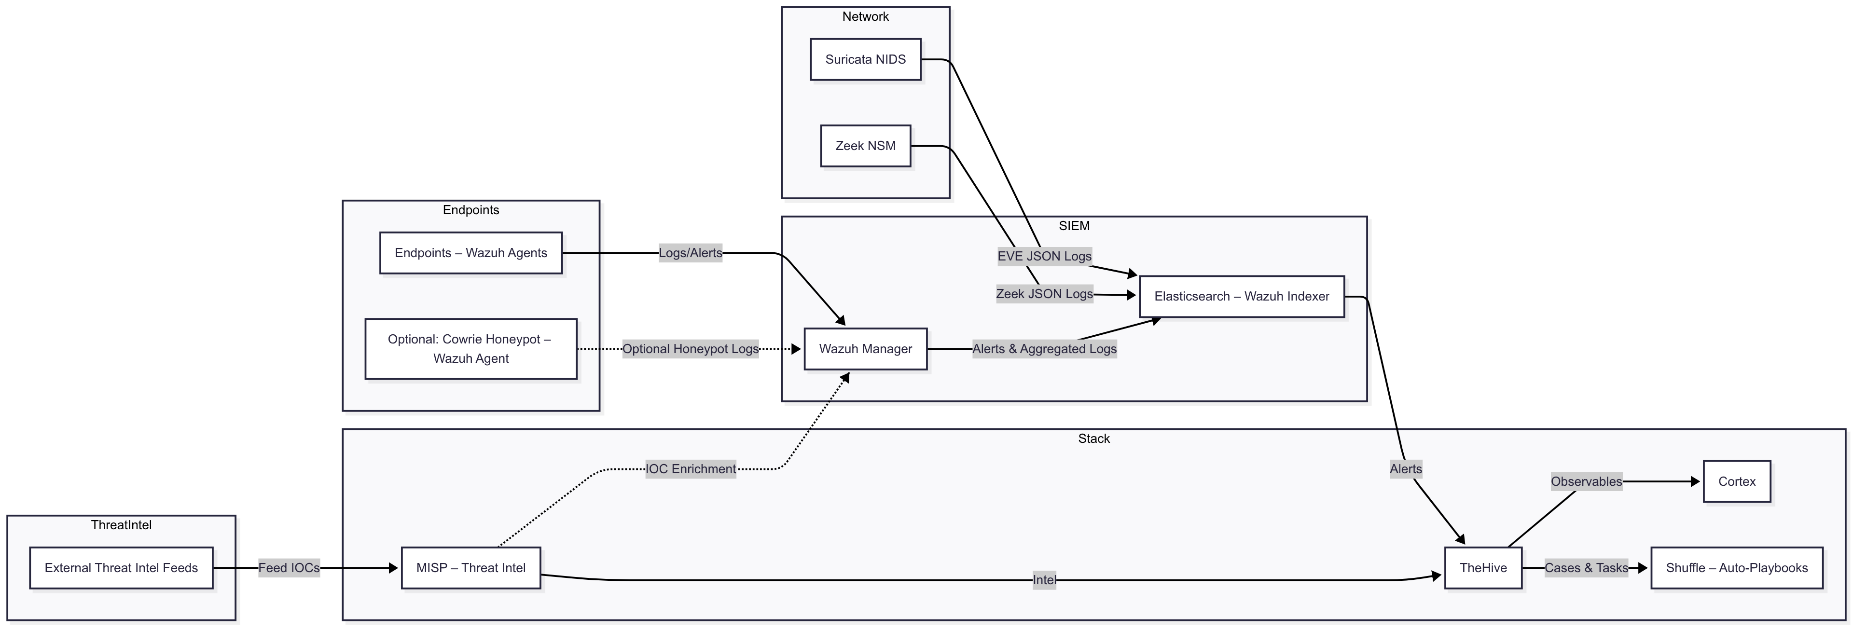 Network
Suricata NIDS
Zeek NSM
Endpoints
Endpoints – Wazuh Agents
Logs/Alerts
Optional: Cowrie Honeypot –
Wazuh Agent
Optional Honeypot Logs
SIEM
EVE JSON Logs
Zeek JSON Logs
Elasticsearch – Wazuh Indexer
Wazuh Manager
Alerts & Aggregated Logs
Stack
IOC Enrichment
Alerts
Observables
Cortex
ThreatIntel
External Threat Intel Feeds
Feed IOCs
MISP – Threat Intel
Intel
TheHive
Cases & Tasks
Shuffle – Auto-Playbooks